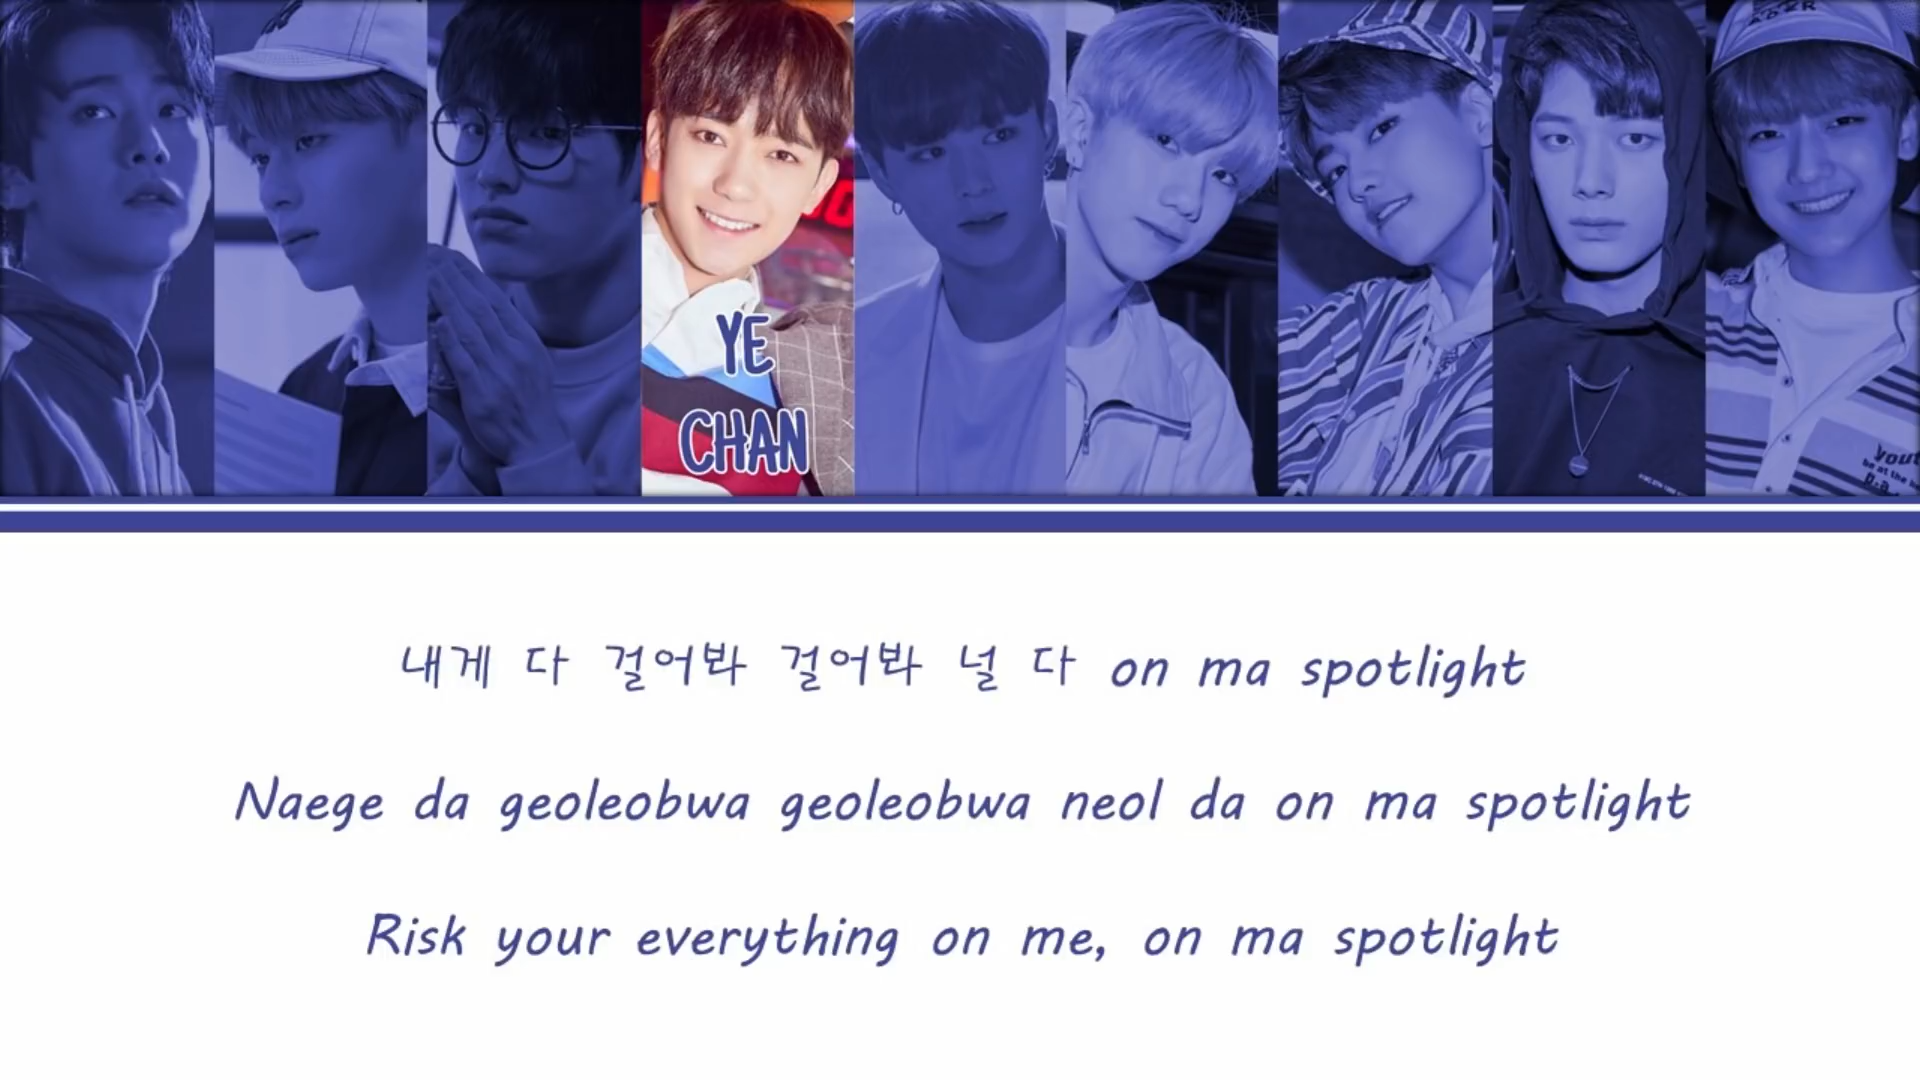 YE
CHAN
내게 다 걸어봐 걸어봐 널 다 on ma spotlight
Naege da geoleobwa geoleobwa neol da on ma spotlight
Risk your everything on me, on ma spotlight